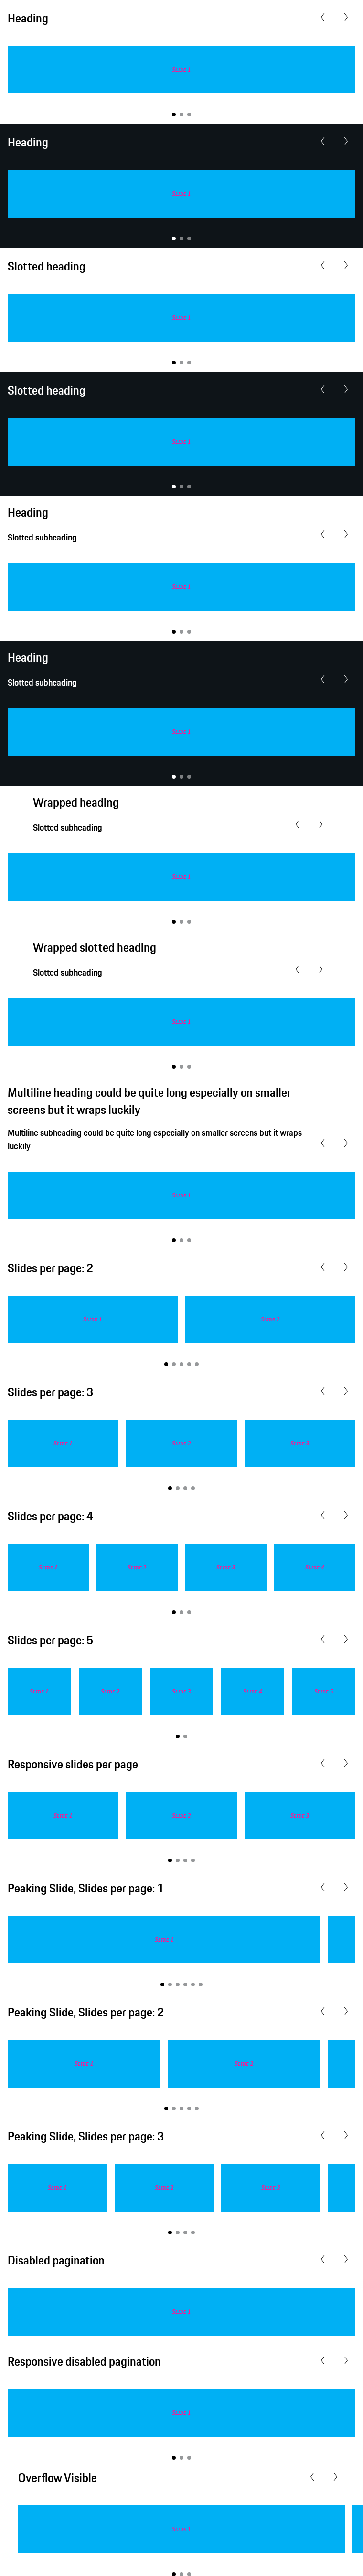 Heading
Slide 1
Heading
Slide 1
Slotted heading
Slide 1
Slotted heading
Slide 1
Heading
Slotted subheading
Slide 1
Heading
Slotted subheading
Slide 1
Wrapped heading
Slotted subheading
Slide 1
Wrapped slotted heading
Slotted subheading
Slide 1
Multiline heading could be quite long especially on smaller
screens but it wraps luckily
Multiline subheading could be quite long especially on smaller screens but it wraps
luckily
Slide 1
Slides per page: 2
Slide 1 Slide 2
Slides per page: 3
Slide 1 Slide 2 Slide 3
Slides per page: 4
Slide 1 Slide 2 Slide 3 Slide 4
Slides per page: 5
Slide 1 Slide 2 Slide 3 Slide 4 Slide 5
Responsive slides per page
Slide 1 Slide 2 Slide 3
Peaking Slide, Slides per page: 1
Slide 1
Peaking Slide, Slides per page: 2
Slide 1 Slide 2
Peaking Slide, Slides per page: 3
Slide 1 Slide 2 Slide 3
Disabled pagination
Slide 1
Responsive disabled pagination
Slide 1
Overflow Visible
Slide 1